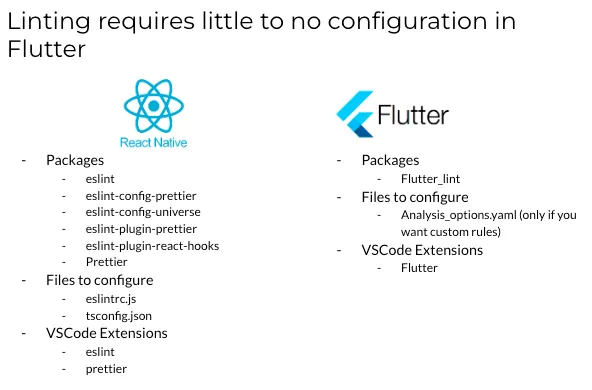 Linting requires little to no configuration in
Flutter
React Native
- Packages
- eslint
- eslint-config-prettier
- eslint-config-universe
- eslint-plugin-prettier
- eslint-plugin-react-hooks
- Prettier
- Files to configure
- eslintrc.js
- tsconfig.json
- VSCode Extensions
- eslint
- prettier
Flutter
- Packages
- Flutter_lint
- Files to configure
- Analysis_options.yaml (only if you
want custom rules)
- VSCode Extensions
- Flutter